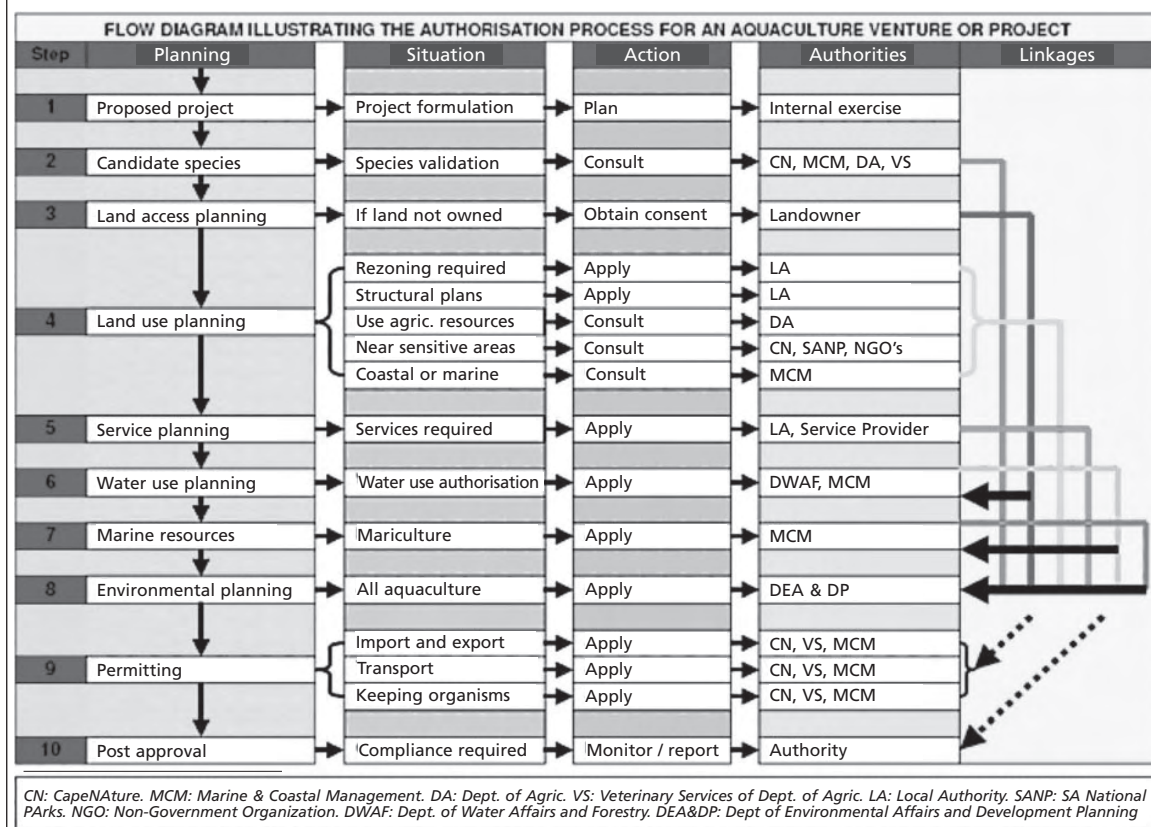 FLOW DIAGRAM ILLUSTRATING THE AUTHORISATION PROCESS FOR AN AQUACULTURE VENTURE OR PROJECT
Step Planning Situation Action Authorities Linkages
1 Proposed project Project formulation Plan Internal exercise
2 Candidate species Species validation Consult CN, MCM, DA, VS
3 Land access planning If land not owned Obtain consent Landowner
Rezoning required Apply LA
Structural plans Apply LA
4 Land use planning Use agric. resources Consult DA
Near sensitive areas Consult CN, SANP, NGO's
Coastal or marine Consult MCM
5 Service planning Services required Apply LA, Service Provider
6 Water use planning Water use authorisation Apply DWAF, MCM
7 Marine resources Mariculture Apply MCM
8 Environmental planning All aquaculture Apply DEA & DP
Import and export Apply CN, VS, MCM
9 Permitting Transport Apply CN, VS, MCM
Keeping organisms Apply CN, VS, MCM
10 Post approval Compliance required Monitor / report Authority
CN: CapeNAture. MCM: Marine & Coastal Management. DA: Dept. of Agric. VS: Veterinary Services of Dept. of Agric. LA: Local Authority. SANP: SA National
PArks. NGO: Non-Government Organization. DWAF: Dept. of Water Affairs and Forestry. DEA&DP: Dept of Environmental Affairs and Development Planning